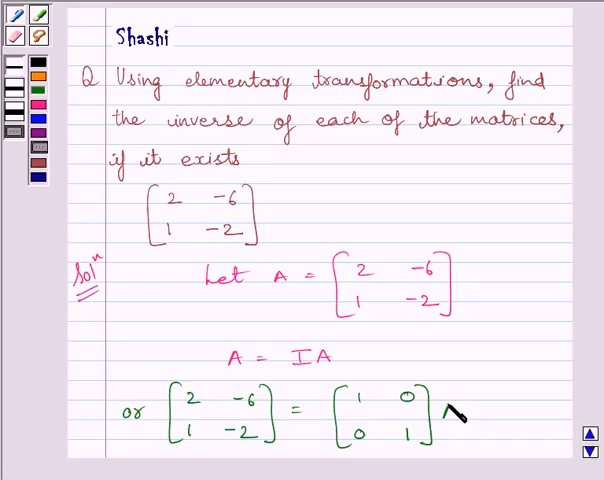 Shashi
Q Using elementary transformations, find
the inverse of each of the matrices,
if it exists
[2 -6
1 -2]
Solⁿ Let A = [2 -6
1 -2]
A = IA
or [2 -6
1 -2] = [1 0
0 1]